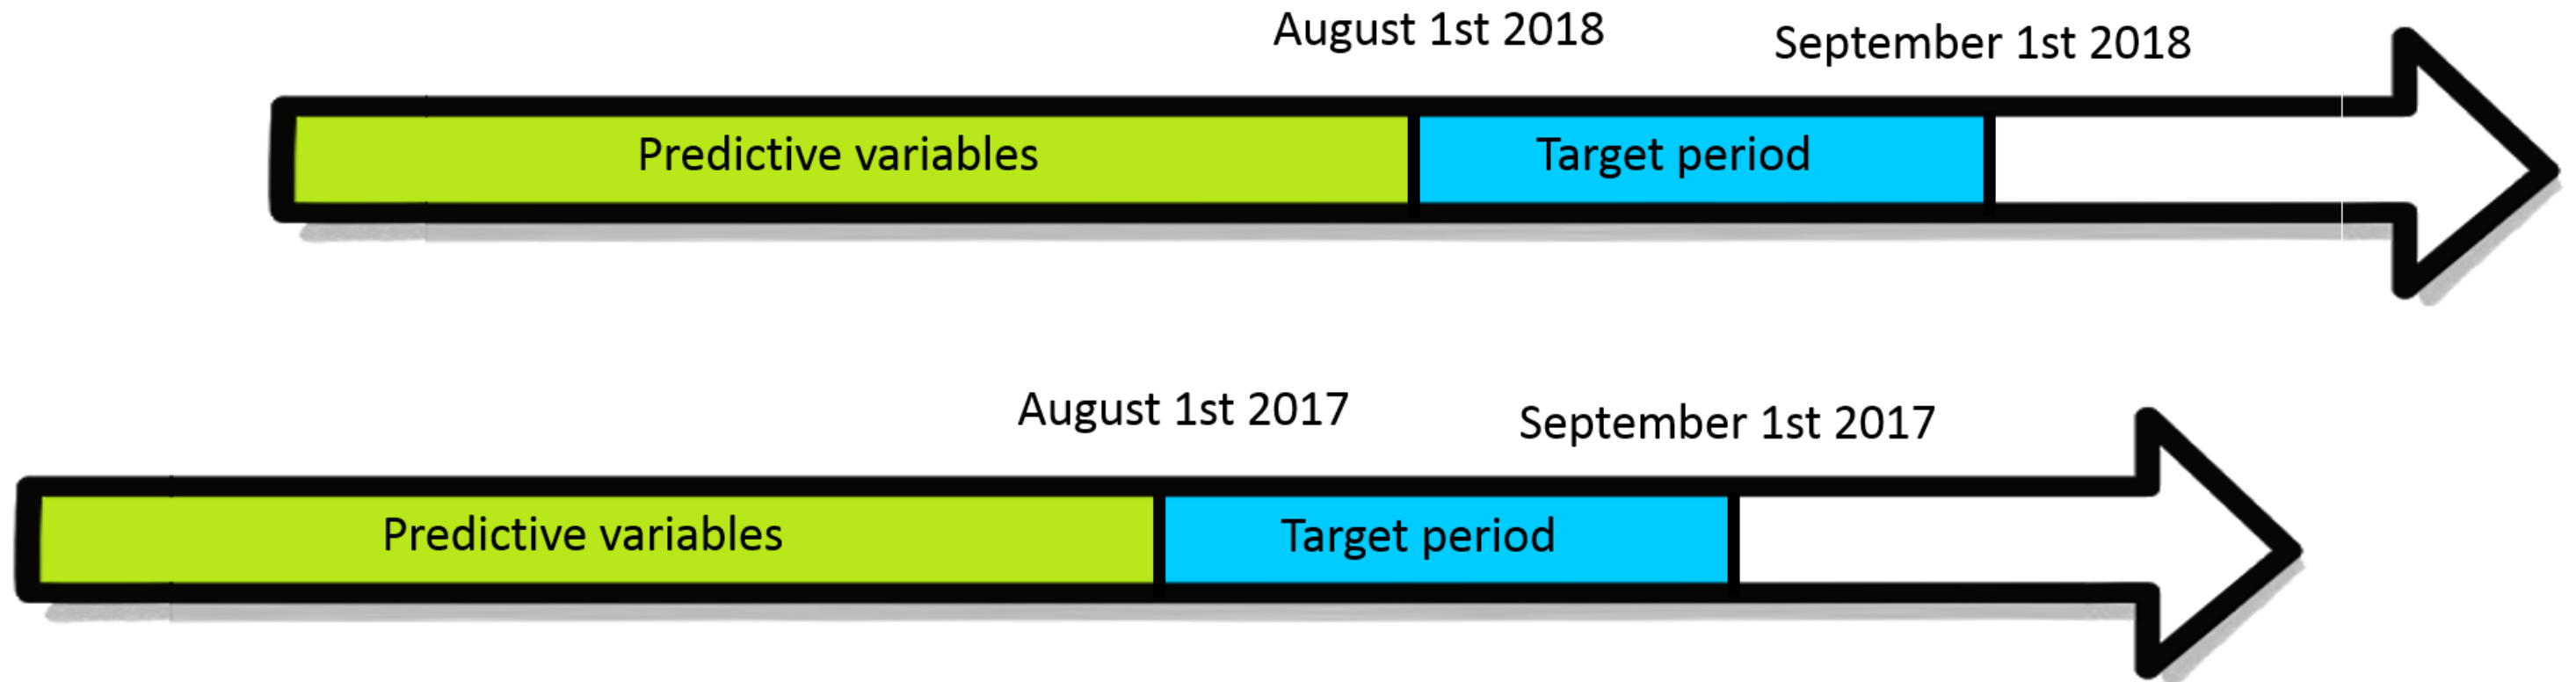 August 1st 2018
September 1st 2018
Predictive variables
Target period
August 1st 2017
September 1st 2017
Predictive variables
Target period